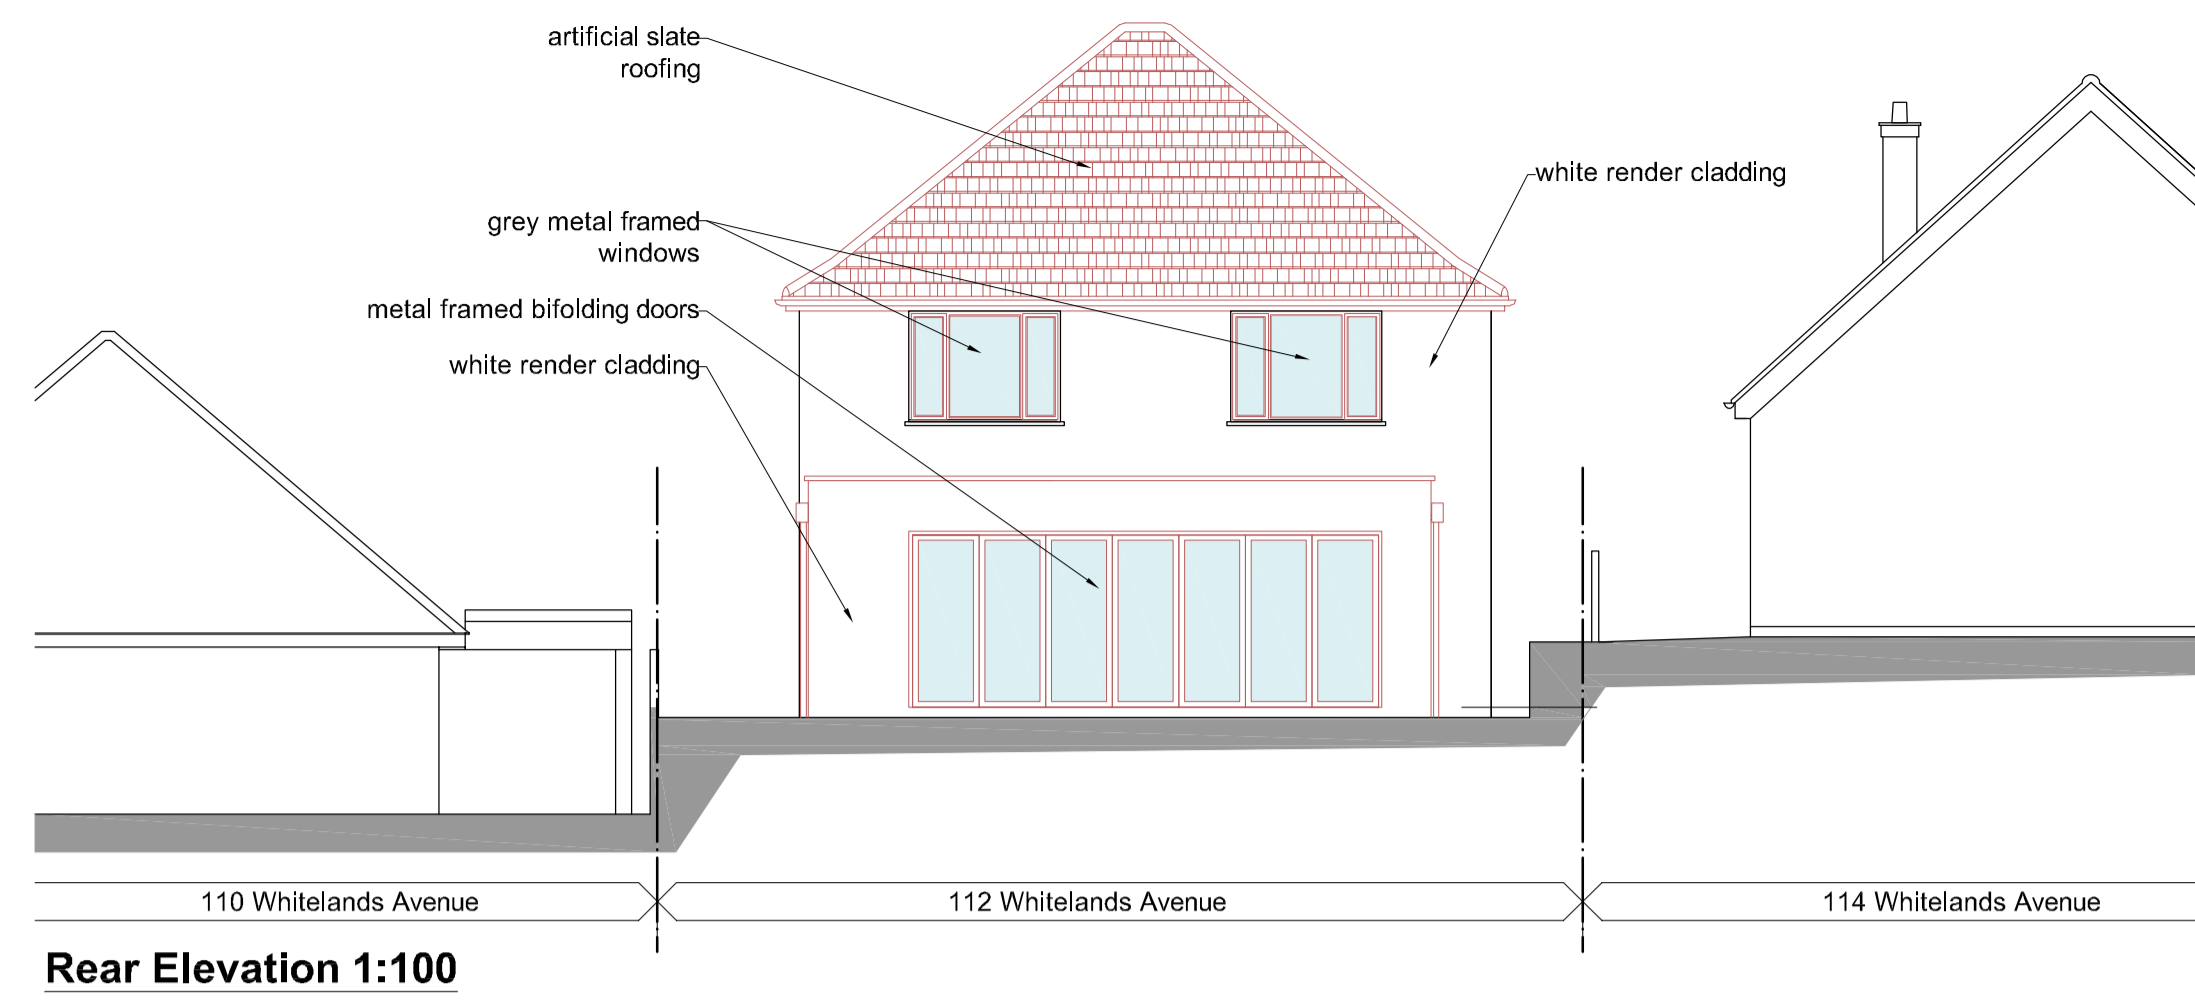 artificial slate
roofing
white render cladding
grey metal framed
windows
metal framed bifolding doors
white render cladding
110 Whitelands Avenue
112 Whitelands Avenue
114 Whitelands Avenue
Rear Elevation 1:100